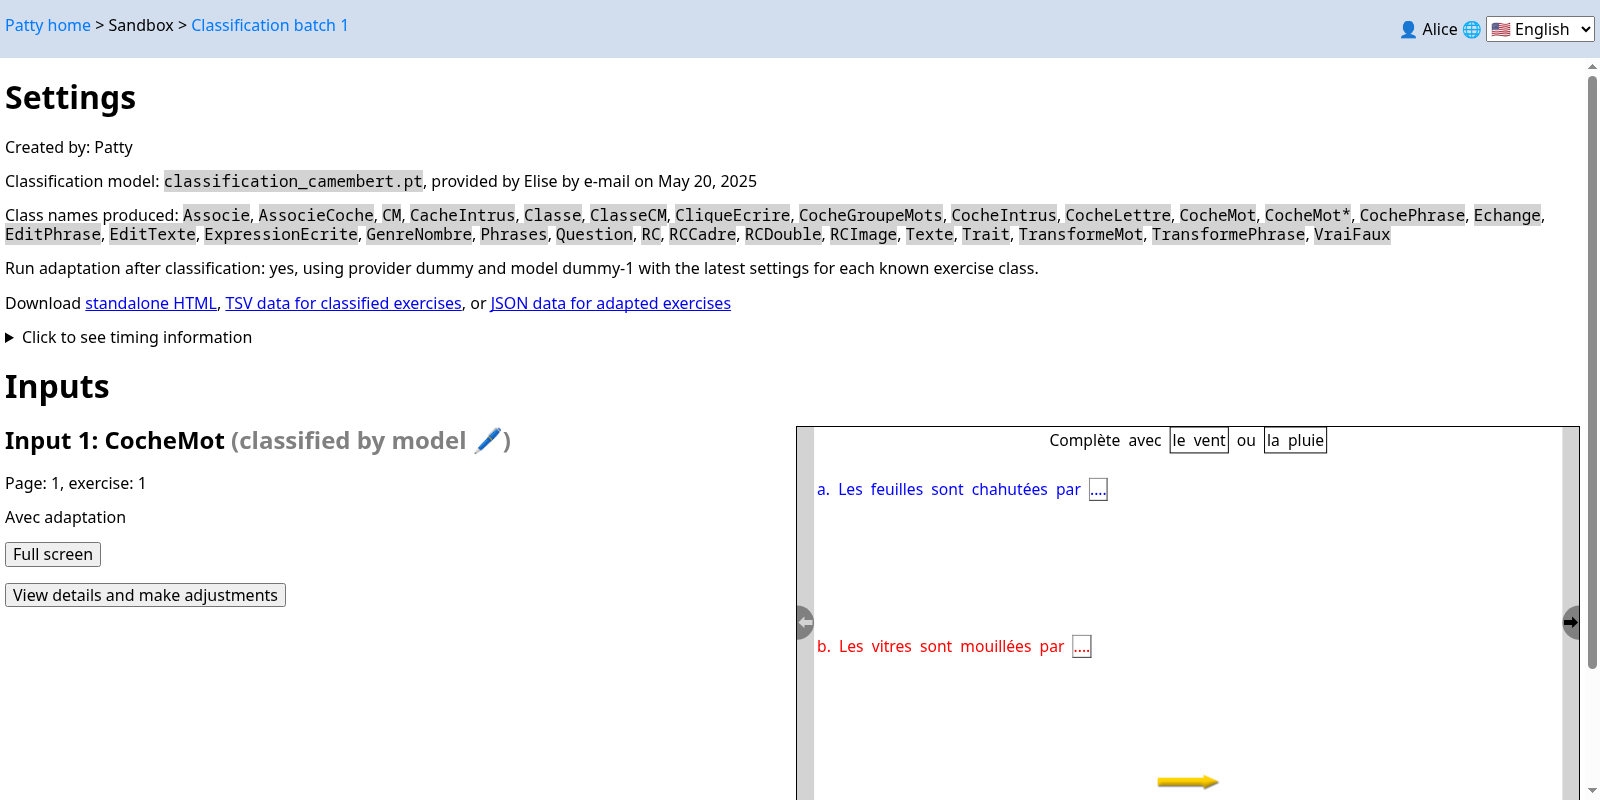 Patty home > Sandbox > Classification batch 1
👤 Alice 🌐 🇺🇸 English
Settings
Created by: Patty
Classification model: classification_camembert.pt, provided by Elise by e-mail on May 20, 2025
Class names produced: Associe, AssocieCoche, CM, CacheIntrus, Classe, ClasseCM, CliqueEcrire, CocheGroupeMots, CocheIntrus, CocheLettre, CocheMot, CocheMot*, CochePhrase, Echange,
EditPhrase, EditTexte, ExpressionEcrite, GenreNombre, Phrases, Question, RC, RCCadre, RCDouble, RCImage, Texte, Trait, TransformeMot, TransformePhrase, VraiFaux
Run adaptation after classification: yes, using provider dummy and model dummy-1 with the latest settings for each known exercise class.
Download standalone HTML, TSV data for classified exercises, or JSON data for adapted exercises
Click to see timing information
Inputs
Input 1: CocheMot (classified by model 🖊️)
Page: 1, exercise: 1
Avec adaptation
Full screen
View details and make adjustments
Complète avec le vent ou la pluie
a. Les feuilles sont chahutées par ....
b. Les vitres sont mouillées par ....